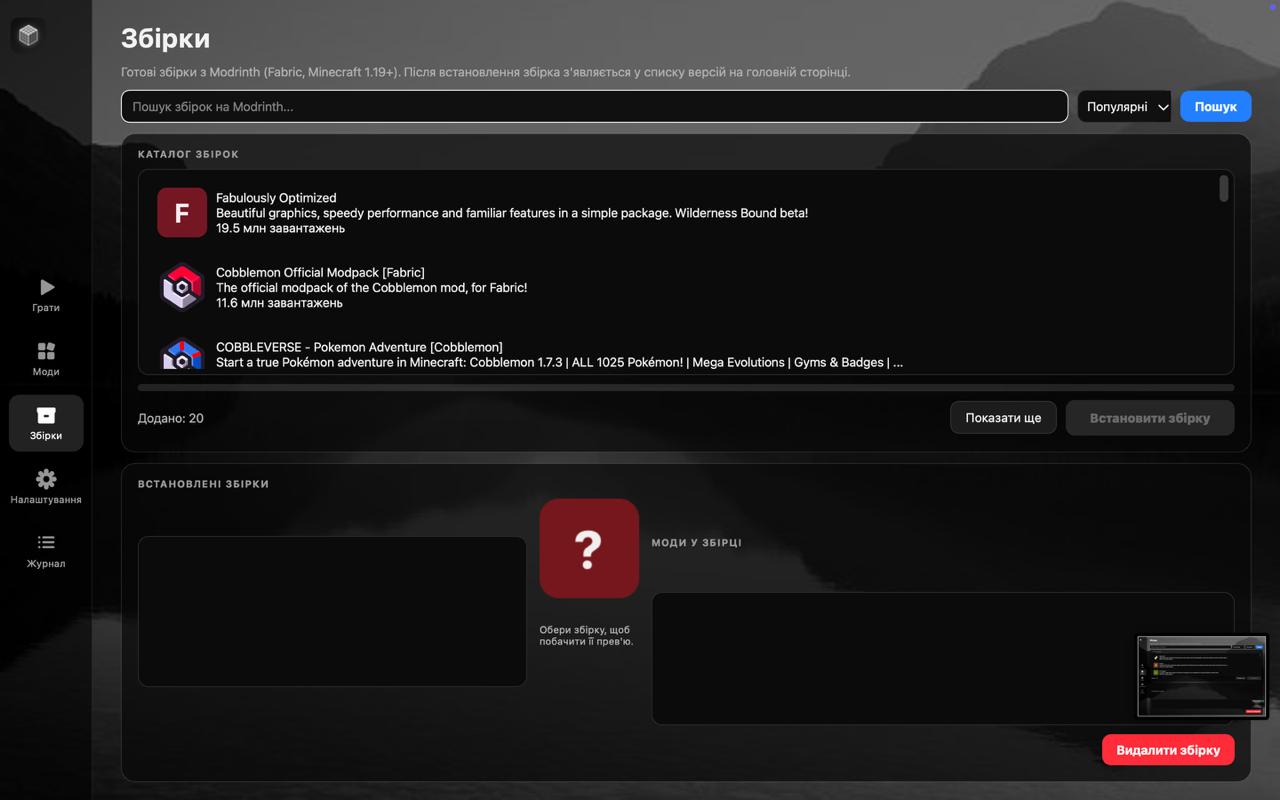 Збірки
Готові збірки з Modrinth (Fabric, Minecraft 1.19+). Після встановлення збірка з'являється у списку версій на головній сторінці.
Пошук збірок на Modrinth...
Популярні
Пошук
КАТАЛОГ ЗБІРОК
F
Fabulously Optimized
Beautiful graphics, speedy performance and familiar features in a simple package. Wilderness Bound beta!
19.5 млн завантажень
Cobblemon Official Modpack [Fabric]
The official modpack of the Cobblemon mod, for Fabric!
11.6 млн завантажень
COBBLEVERSE - Pokemon Adventure [Cobblemon]
Start a true Pokémon adventure in Minecraft: Cobblemon 1.7.3 | ALL 1025 Pokémon! | Mega Evolutions | Gyms & Badges | ...
Додано: 20
Показати ще
Встановити збірку
Грати
Моди
Збірки
Налаштування
Журнал
ВСТАНОВЛЕНІ ЗБІРКИ
?
Обери збірку, щоб
побачити її прев'ю.
МОДИ У ЗБІРЦІ
Видалити збірку